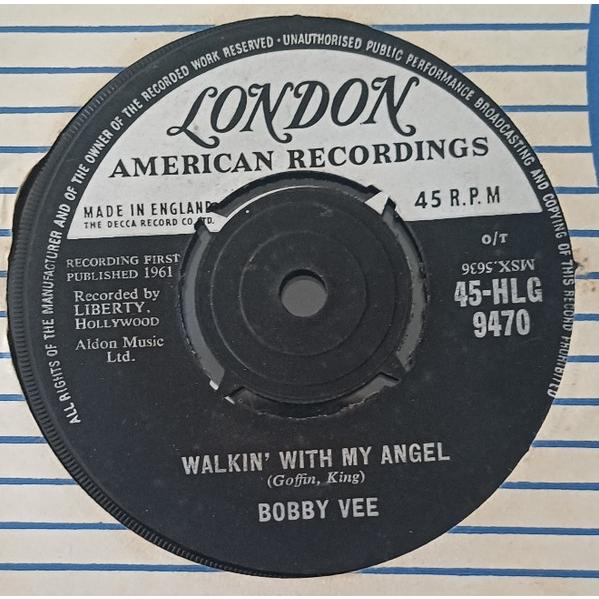 ALL RIGHTS OF THE MANUFACTURER AND OF THE OWNER OF THE RECORDED WORK RESERVED · UNAUTHORISED PUBLIC PERFORMANCE BROADCASTING AND COPYING OF THIS RECORD PROHIBITED
LONDON
AMERICAN RECORDINGS
MADE IN ENGLAND
THE DECCA RECORD CO LTD.
45 R.P.M
RECORDING FIRST
PUBLISHED 1961
Recorded by
LIBERTY,
HOLLYWOOD
Aldon Music
Ltd.
O/T
MSX.5636
45-HLG
9470
WALKIN' WITH MY ANGEL
(Goffin, King)
BOBBY VEE